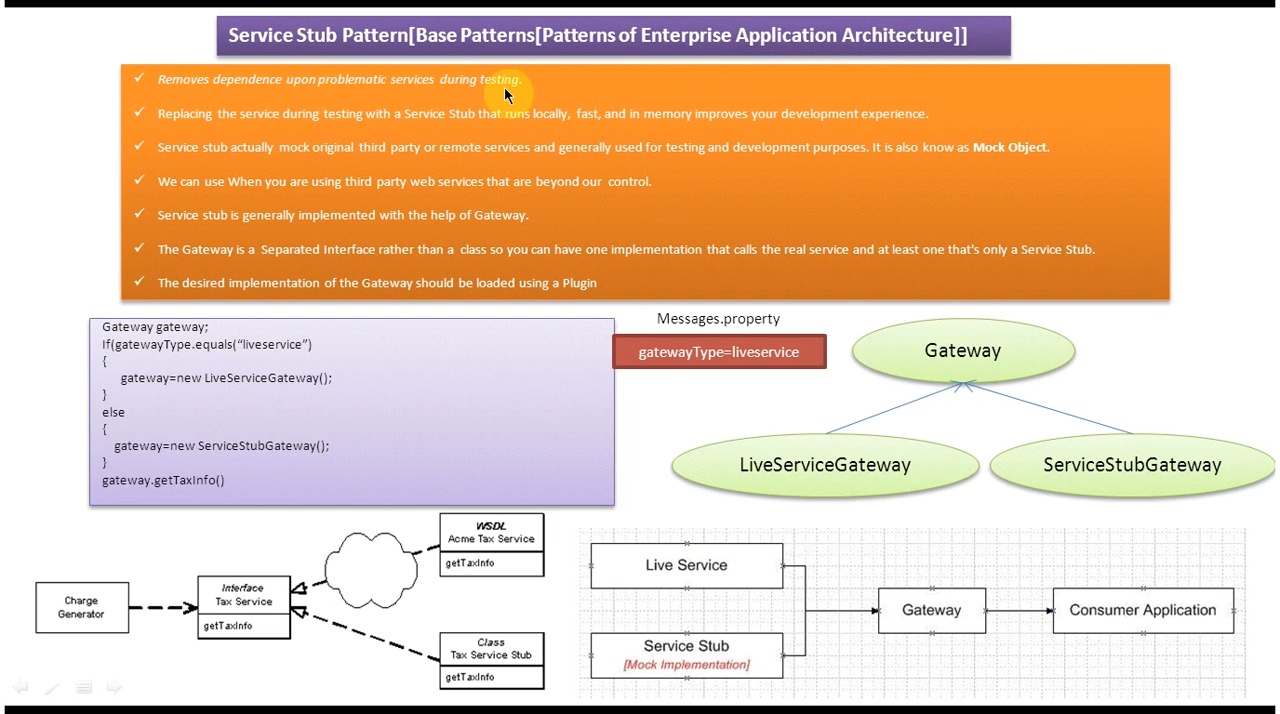 Service Stub Pattern[Base Patterns[Patterns of Enterprise Application Architecture]]
Removes dependence upon problematic services during testing.
Replacing the service during testing with a Service Stub that runs locally, fast, and in memory improves your development experience.
Service stub actually mock original third party or remote services and generally used for testing and development purposes. It is also know as Mock Object.
We can use When you are using third party web services that are beyond our control.
Service stub is generally implemented with the help of Gateway.
The Gateway is a Separated Interface rather than a class so you can have one implementation that calls the real service and at least one that's only a Service Stub.
The desired implementation of the Gateway should be loaded using a Plugin
Gateway gateway;
If(gatewayType.equals(“liveservice”)
{
gateway=new LiveServiceGateway();
}
else
{
gateway=new ServiceStubGateway();
}
gateway.getTaxInfo()
Messages.property
gatewayType=liveservice
Gateway
LiveServiceGateway
ServiceStubGateway
Charge
Generator
Interface
Tax Service
getTaxInfo
WSDL
Acme Tax Service
getTaxInfo
Class
Tax Service Stub
getTaxInfo
Live Service
Service Stub
[Mock Implementation]
Gateway
Consumer Application